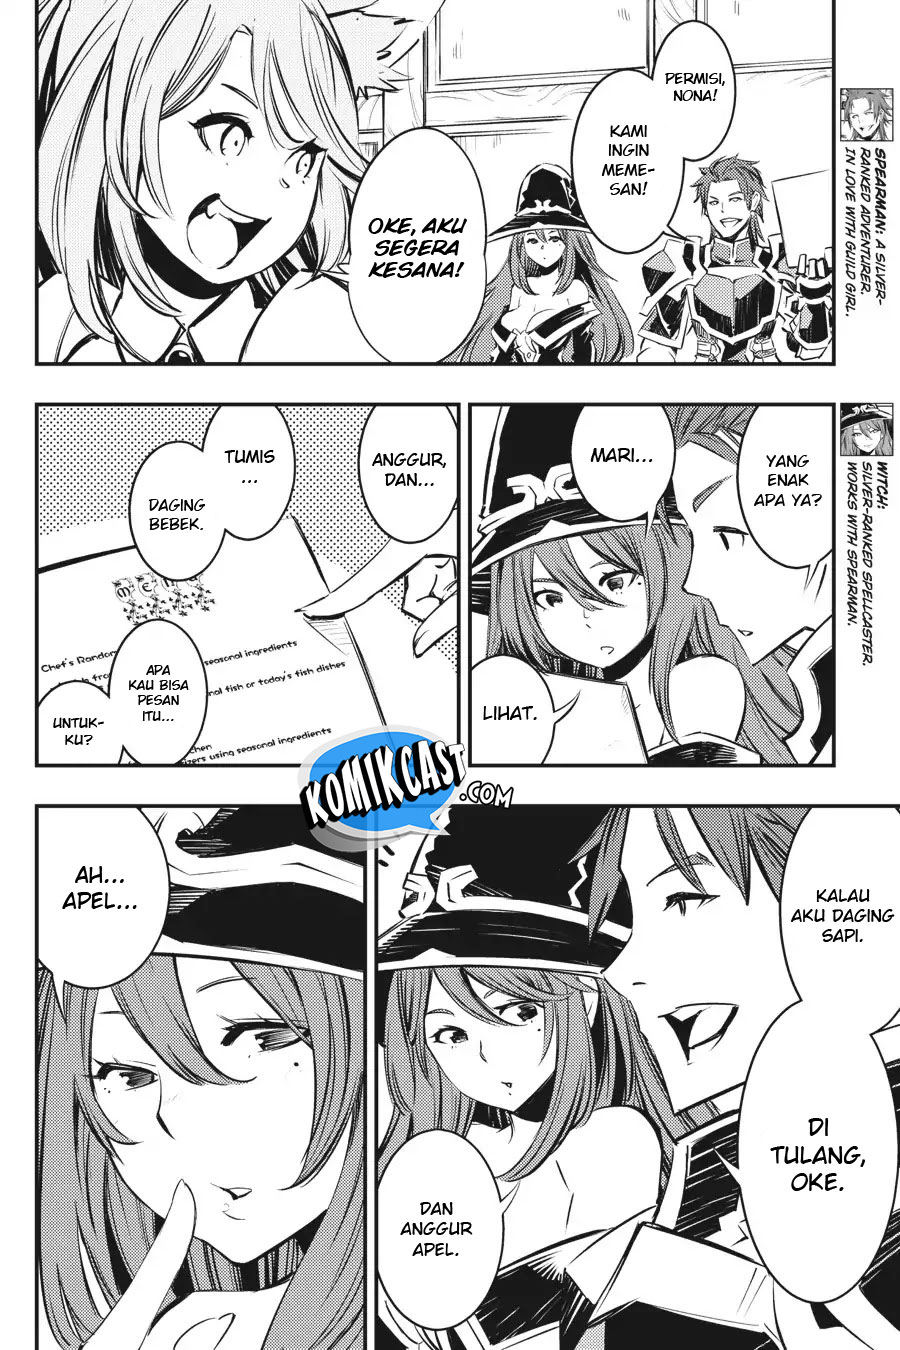 PERMISI,
NONA!
KAMI
INGIN
MEME-
SAN!
OKE, AKU
SEGERA
KESANA!
SPEARMAN: A SILVER-
RANKED ADVENTURER.
IN LOVE WITH GUILD GIRL.
YANG
ENAK
APA YA?
MARI...
LIHAT.
WITCH:
SILVER-RANKED SPELLCASTER.
WORKS WITH SPEARMAN.
ANGGUR,
DAN...
TUMIS
...
DAGING
BEBEK.
MENU
Chef's Random
seasonal ingredients
nal fish or today's fish dishes
chen
izers using seasonal ingredients
APA
KAU BISA
PESAN
ITU...
UNTUK-
KU?
KOMIKCAST
.COM
KALAU
AKU DAGING
SAPI.
DI
TULANG,
OKE.
DAN
ANGGUR
APEL.
AH...
APEL...